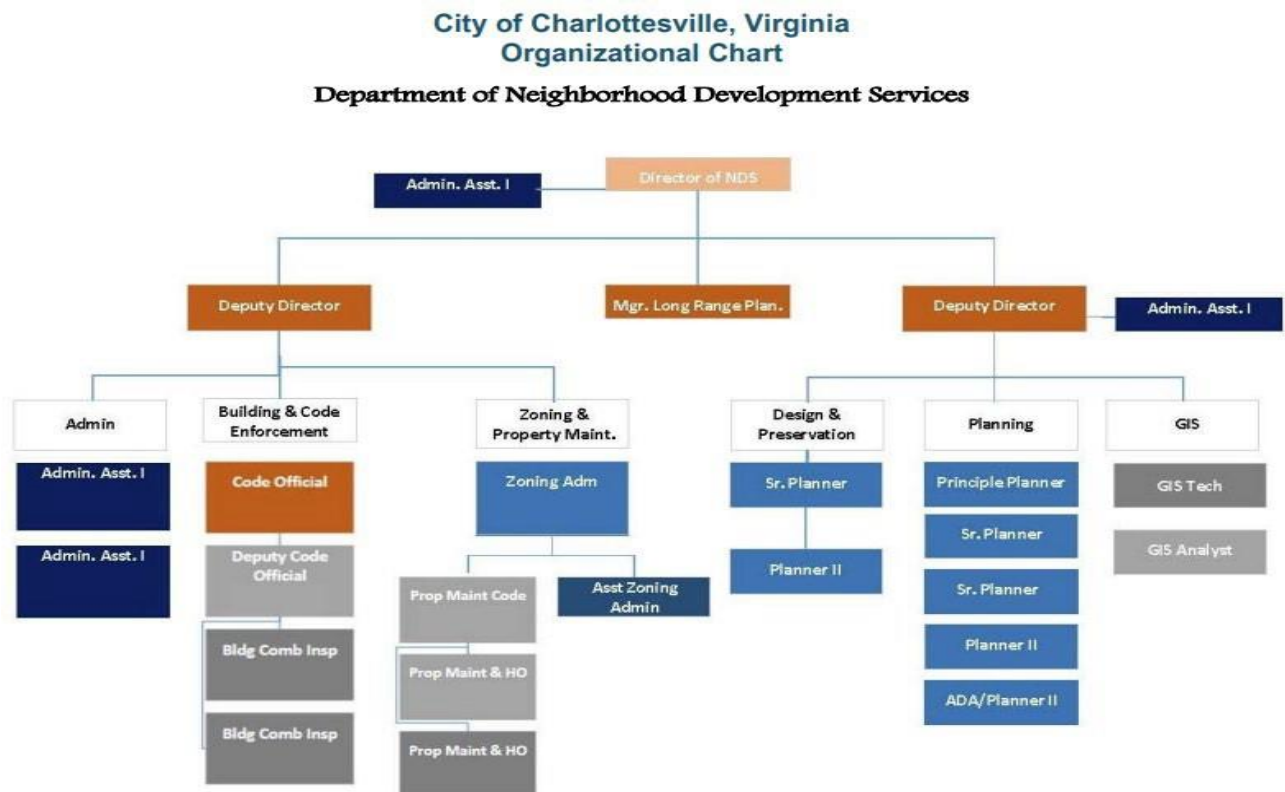 City of Charlottesville, Virginia
Organizational Chart
Department of Neighborhood Development Services
Director of NDS
Admin. Asst. I
Deputy Director
Mgr. Long Range Plan.
Deputy Director
Admin. Asst. I
Admin
Building & Code
Enforcement
Zoning &
Property Maint.
Design &
Preservation
Planning
GIS
Admin. Asst. I
Admin. Asst. I
Code Official
Deputy Code
Official
Bldg Comb Insp
Bldg Comb Insp
Zoning Adm
Prop Maint Code
Asst Zoning
Admin
Prop Maint & HO
Prop Maint & HO
Sr. Planner
Planner II
Principle Planner
Sr. Planner
Sr. Planner
Planner II
ADA/Planner II
GIS Tech
GIS Analyst